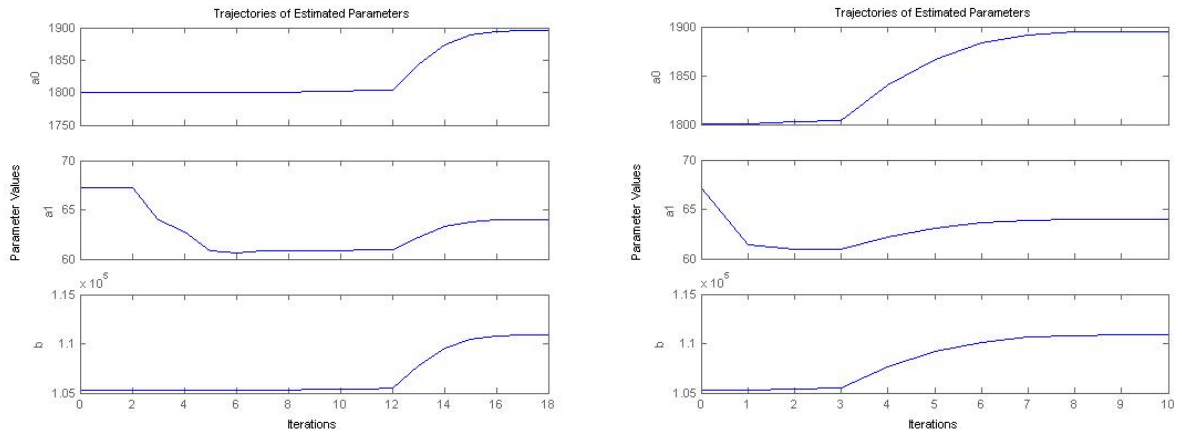 Trajectories of Estimated Parameters
1900
1850
1800
1750
a0
70
65
60
a1
Parameter Values
x 10^5
1.15
1.1
1.05
b
0 2 4 6 8 10 12 14 16 18
Iterations
Trajectories of Estimated Parameters
1900
1850
1800
a0
70
65
60
a1
Parameter Values
x 10^5
1.15
1.1
1.05
b
0 1 2 3 4 5 6 7 8 9 10
Iterations